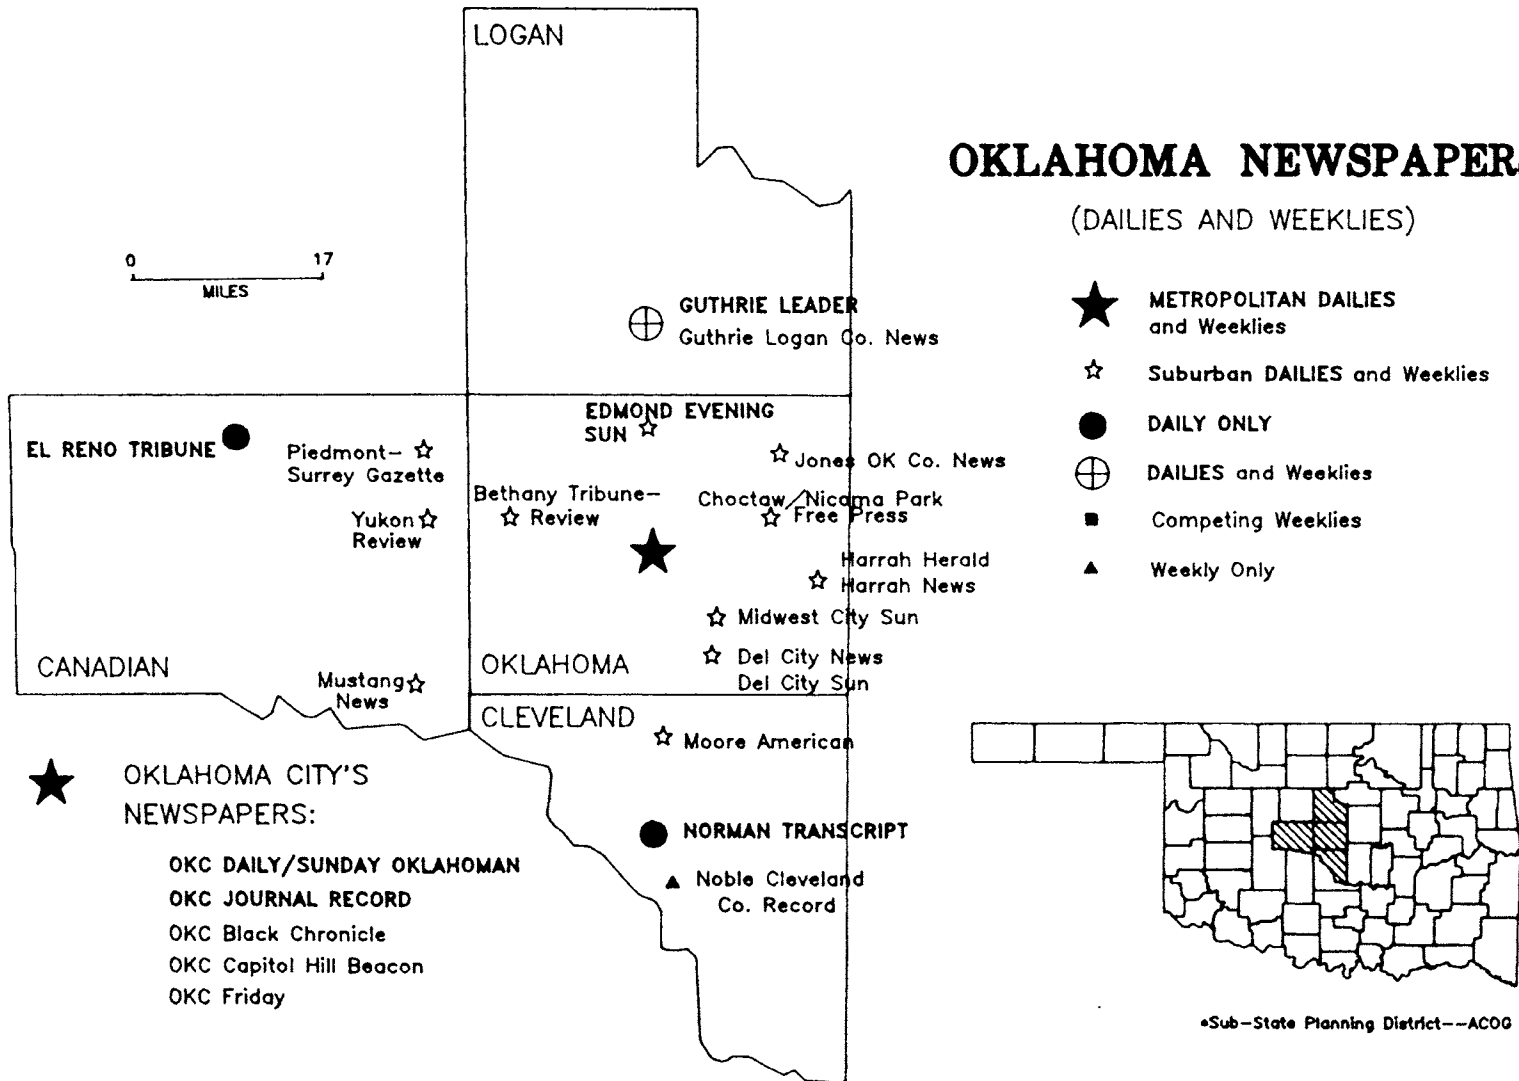 LOGAN
OKLAHOMA NEWSPAPERS
(DAILIES AND WEEKLIES)
0 17
MILES
GUTHRIE LEADER
Guthrie Logan Co. News
METROPOLITAN DAILIES
and Weeklies
Suburban DAILIES and Weeklies
DAILY ONLY
DAILIES and Weeklies
Competing Weeklies
Weekly Only
EL RENO TRIBUNE
Piedmont-
Surrey Gazette
Yukon
Review
CANADIAN
Mustang
News
EDMOND EVENING
SUN
Jones OK Co. News
Bethany Tribune-
Review
Choctaw/Nicoma Park
Free Press
Harrah Herald
Harrah News
Midwest City Sun
Del City News
Del City Sun
OKLAHOMA
CLEVELAND
Moore American
NORMAN TRANSCRIPT
Noble Cleveland
Co. Record
OKLAHOMA CITY'S
NEWSPAPERS:
OKC DAILY/SUNDAY OKLAHOMAN
OKC JOURNAL RECORD
OKC Black Chronicle
OKC Capitol Hill Beacon
OKC Friday
*Sub-State Planning District--ACOG